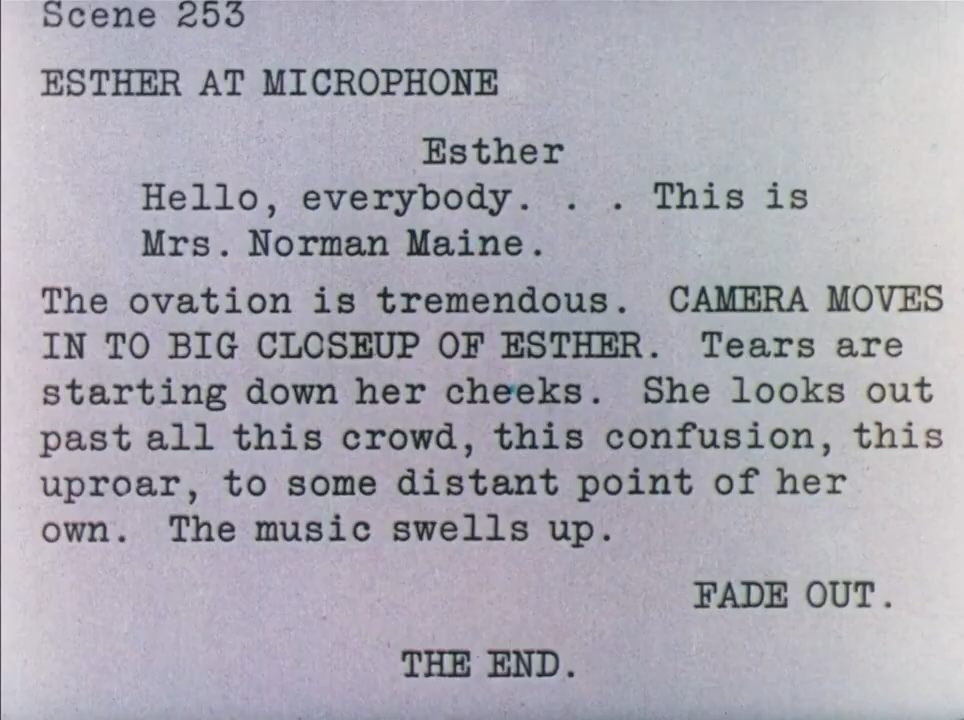 Scene 253
ESTHER AT MICROPHONE
Esther
Hello, everybody. . . This is
Mrs. Norman Maine.
The ovation is tremendous. CAMERA MOVES
IN TO BIG CLOSEUP OF ESTHER. Tears are
starting down her cheeks. She looks out
past all this crowd, this confusion, this
uproar, to some distant point of her
own. The music swells up.
FADE OUT.
THE END.